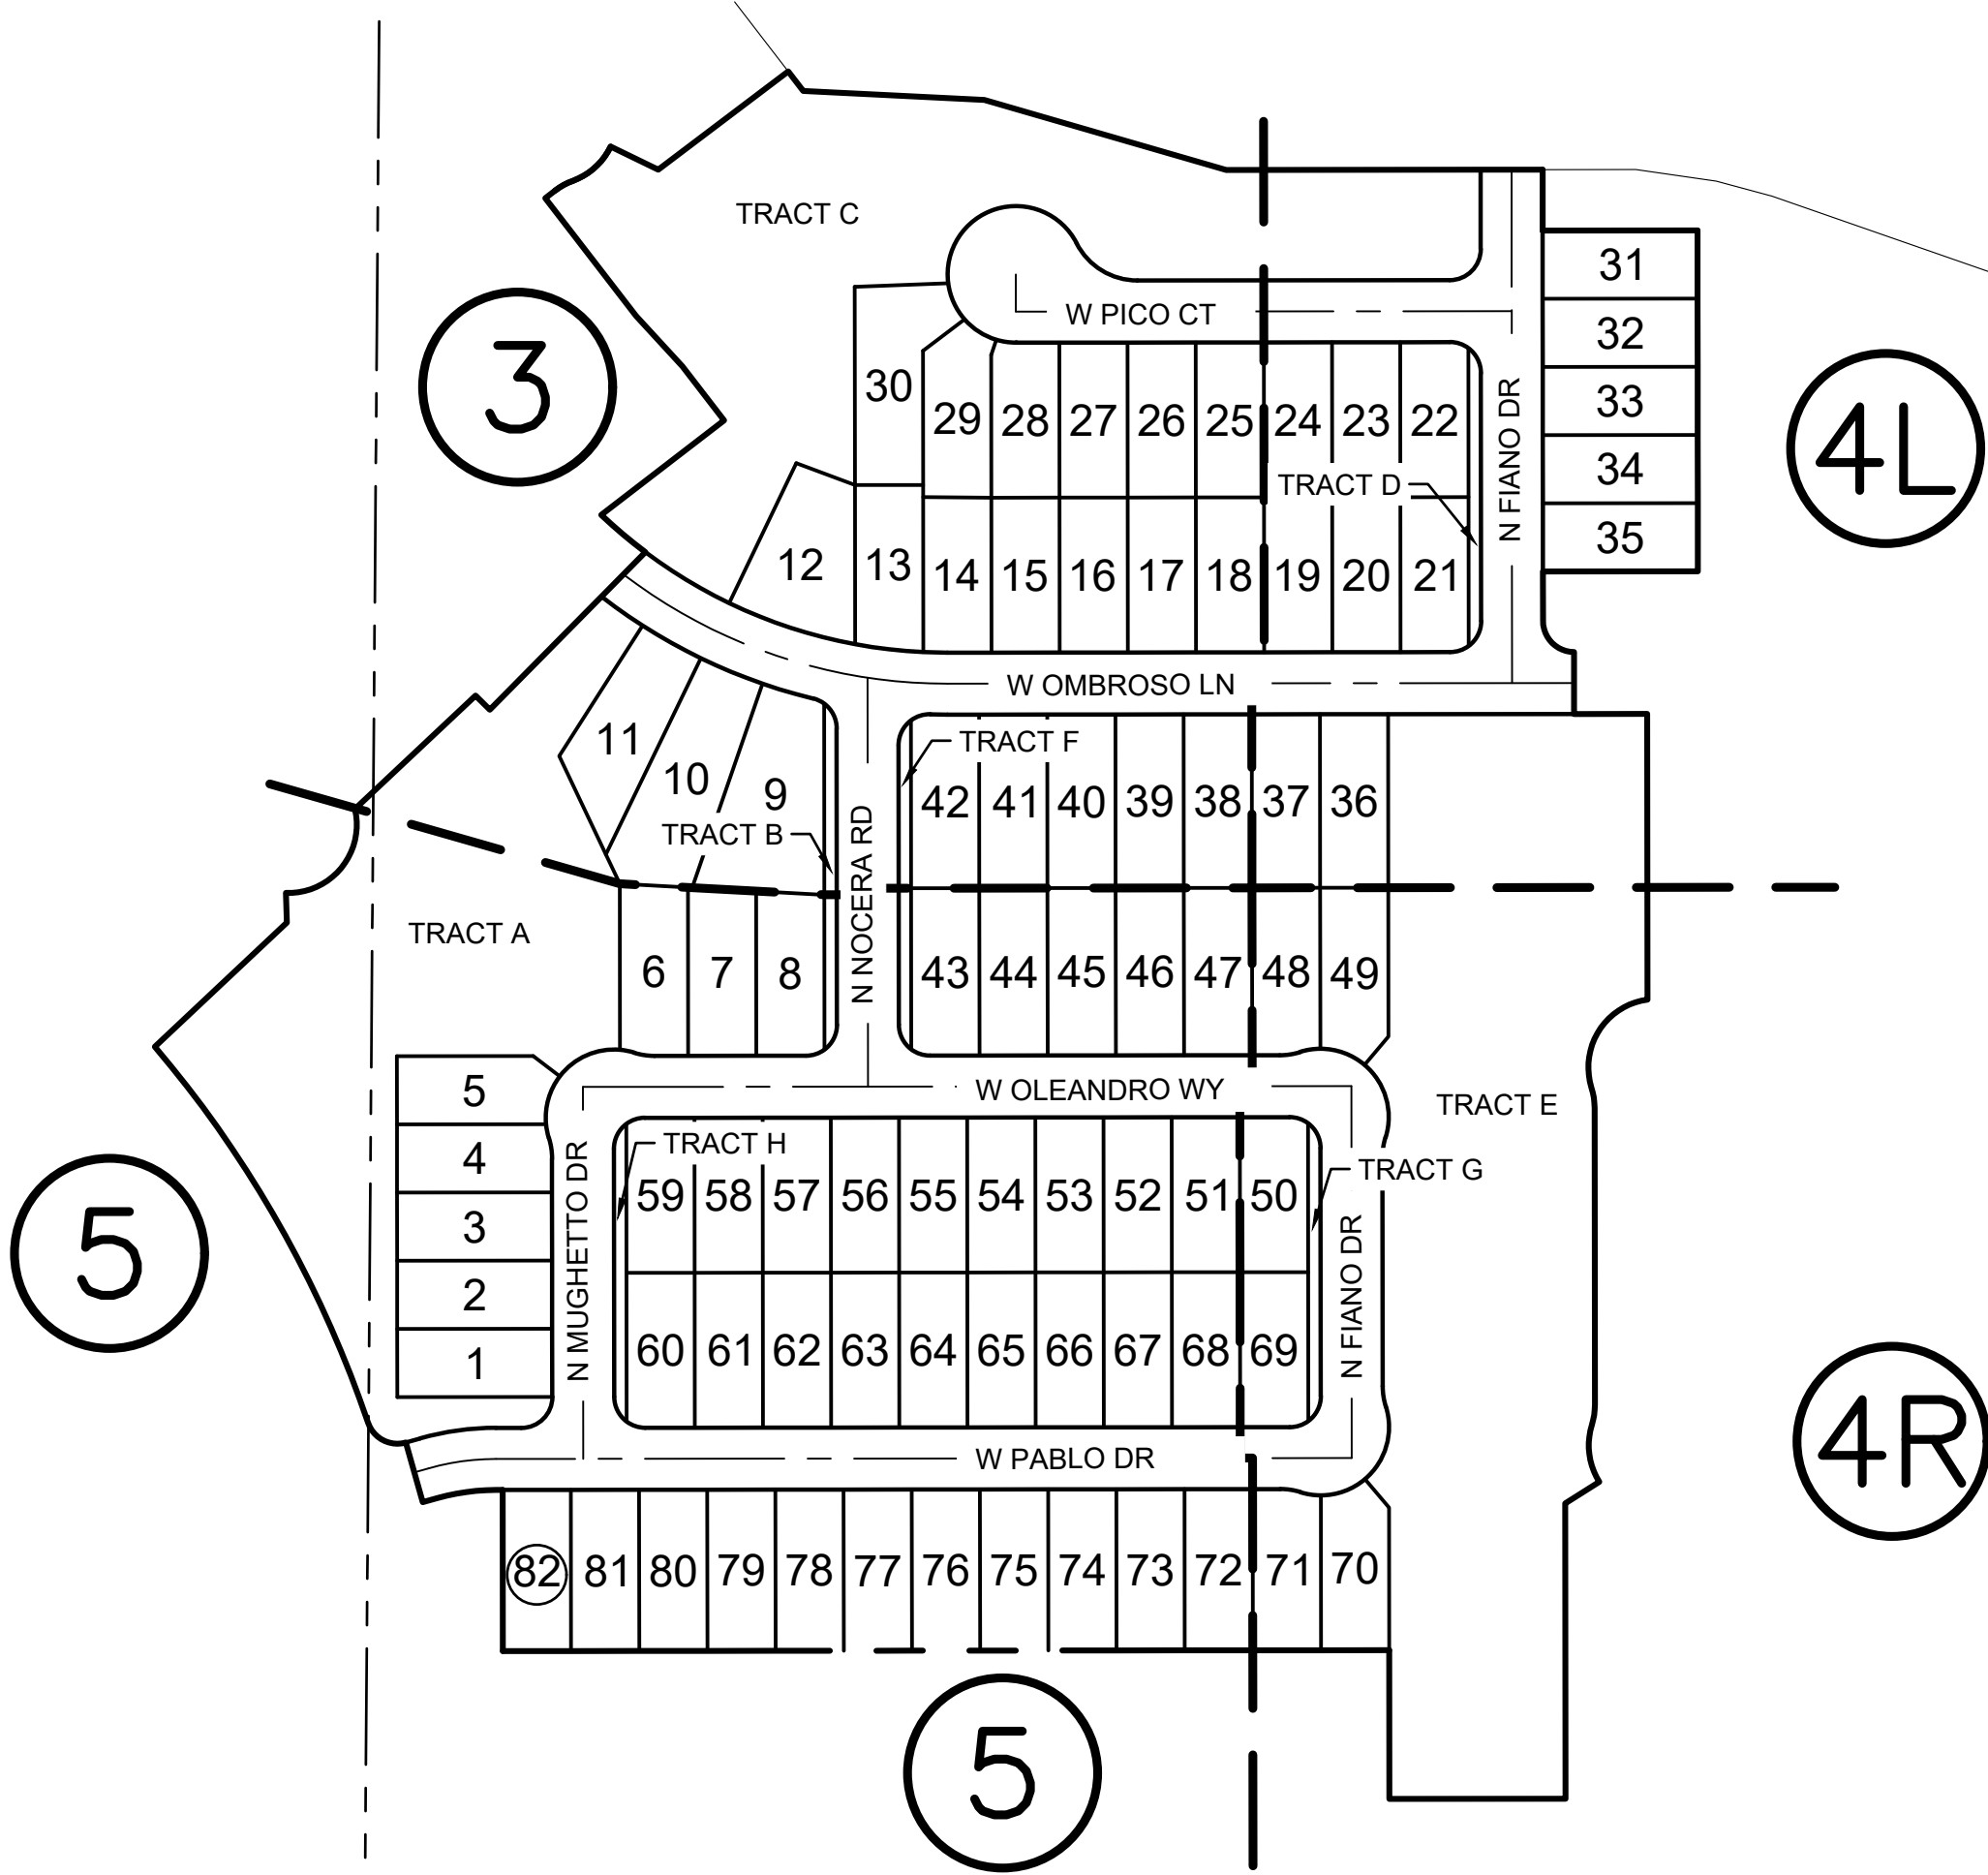 TRACT C
31
W PICO CT
32
3
30
N FIANO DR
33
4L
29 28 27 26 25 24 23 22
34
TRACT D
35
12 13 14 15 16 17 18 19 20 21
W OMBROSO LN
11
TRACT F
10
9
42 41 40 39 38 37 36
TRACT B
N NOCERA RD
TRACT A
6 7 8
43 44 45 46 47 48 49
5
W OLEANDRO WY
TRACT E
4
TRACT H
TRACT G
N MUGHETTO DR
59 58 57 56 55 54 53 52 51 50
3
5
2
N FIANO DR
1
60 61 62 63 64 65 66 67 68 69
4R
W PABLO DR
82 81 80 79 78 77 76 75 74 73 72 71 70
5